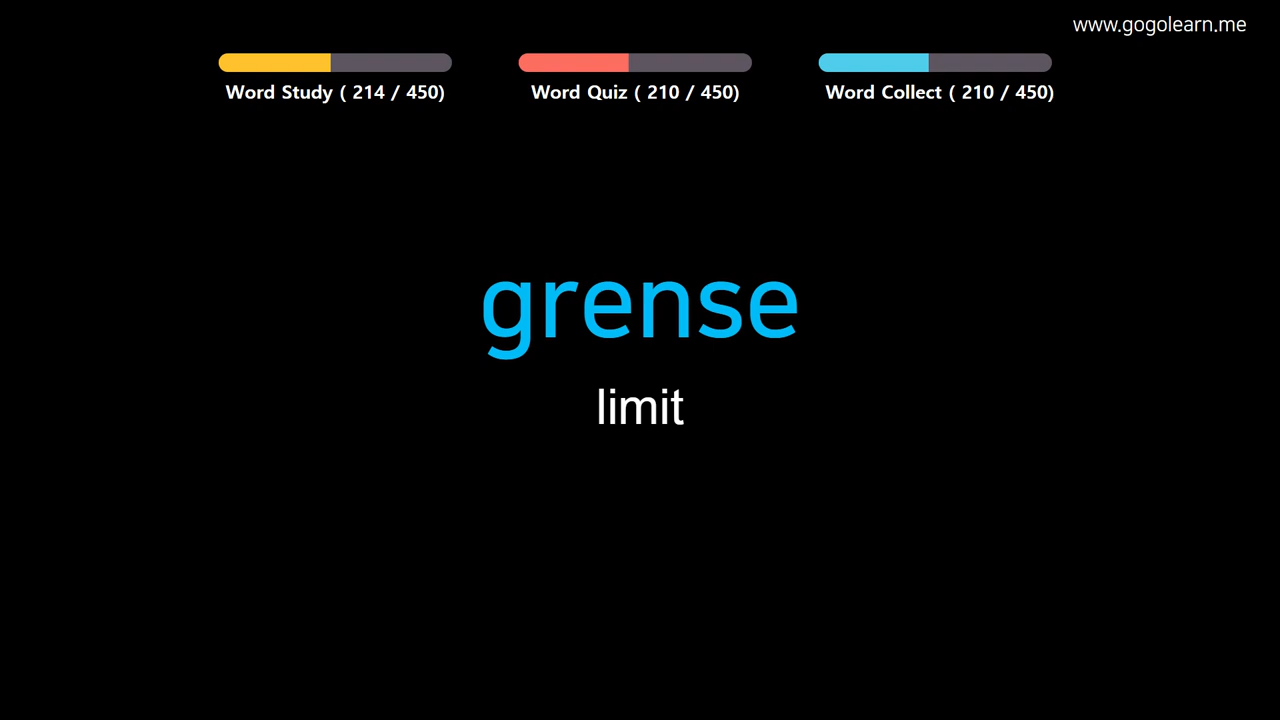 www.gogolearn.me
Word Study ( 214 / 450)
Word Quiz ( 210 / 450)
Word Collect ( 210 / 450)
grense
limit